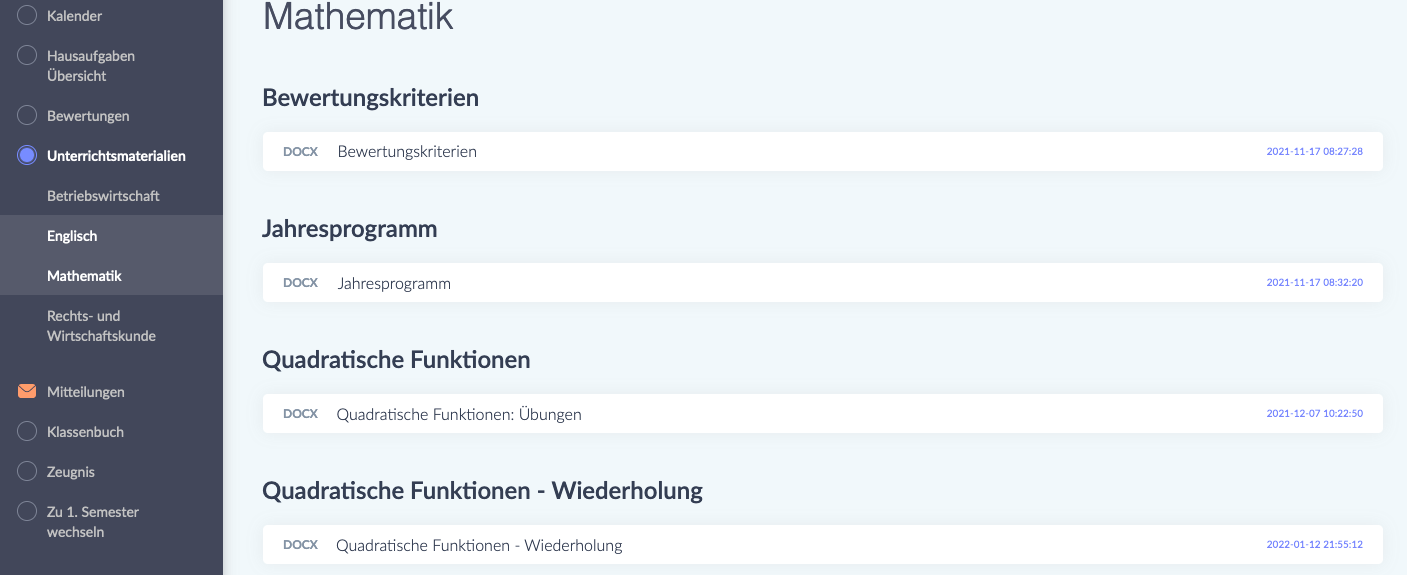 Kalender
Hausaufgaben
Übersicht
Bewertungen
Unterrichtsmaterialien
Betriebswirtschaft
Englisch
Mathematik
Rechts- und
Wirtschaftskunde
Mitteilungen
Klassenbuch
Zeugnis
Zu 1. Semester
wechseln
Mathematik
Bewertungskriterien
DOCX Bewertungskriterien 2021-11-17 08:27:28
Jahresprogramm
DOCX Jahresprogramm 2021-11-17 08:32:20
Quadratische Funktionen
DOCX Quadratische Funktionen: Übungen 2021-12-07 10:22:50
Quadratische Funktionen - Wiederholung
DOCX Quadratische Funktionen - Wiederholung 2022-01-12 21:55:12